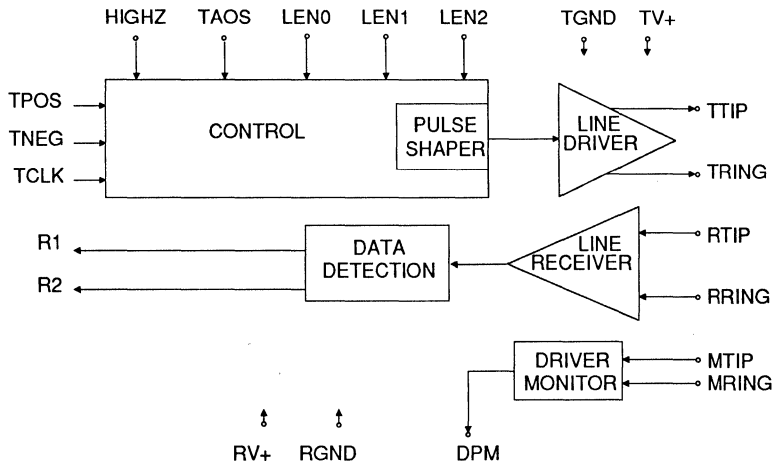 HIGHZ TAOS LEN0 LEN1 LEN2 TGND TV+
TPOS
TNEG
TCLK
CONTROL
PULSE
SHAPER
LINE
DRIVER
TTIP
TRING
R1
R2
DATA
DETECTION
LINE
RECEIVER
RTIP
RRING
DRIVER
MONITOR
MTIP
MRING
RV+ RGND DPM